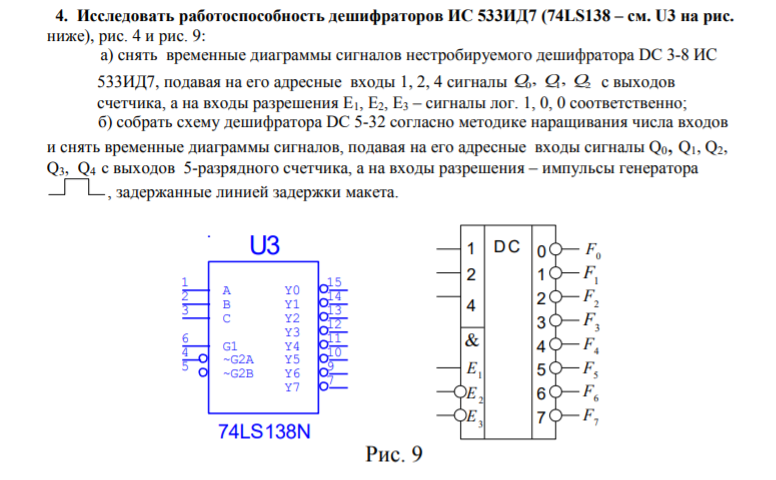 4. Исследовать работоспособность дешифраторов ИС 533ИД7 (74LS138 – см. U3 на рис.
ниже), рис. 4 и рис. 9:
а) снять временные диаграммы сигналов нестробируемого дешифратора DC 3-8 ИС
533ИД7, подавая на его адресные входы 1, 2, 4 сигналы Q₀, Q₁, Q₂ с выходов
счетчика, а на входы разрешения E₁, E₂, E₃ – сигналы лог. 1, 0, 0 соответственно;
б) собрать схему дешифратора DC 5-32 согласно методике наращивания числа входов
и снять временные диаграммы сигналов, подавая на его адресные входы сигналы Q₀, Q₁, Q₂,
Q₃, Q₄ с выходов 5-разрядного счетчика, а на входы разрешения – импульсы генератора
, задержанные линией задержки макета.
U3
1 A Y0 15
2 B Y1 14
3 C Y2 13
Y3 12
6 G1 Y4 11
4 ~G2A Y5 10
5 ~G2B Y6 9
Y7 7
74LS138N
1 DC 0 F₀
2 1 F₁
4 2 F₂
3 F₃
& 4 F₄
E₁ 5 F₅
E₂ 6 F₆
E₃ 7 F₇
Рис. 9